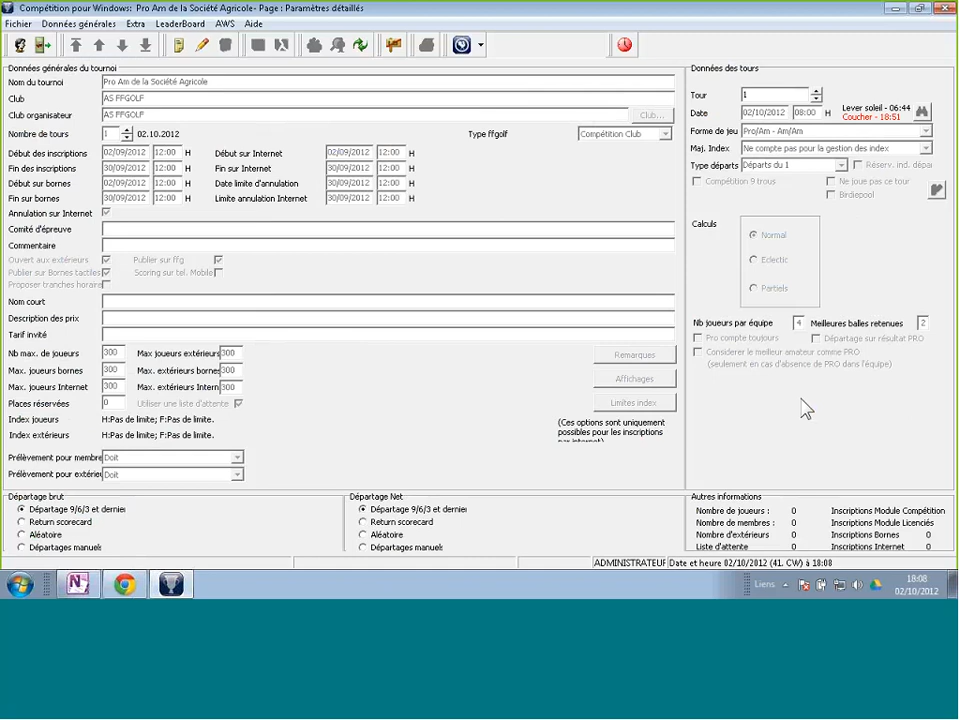 Compétition pour Windows: Pro Am de la Société Agricole- Page : Paramètres détaillés
Fichier Données générales Extra LeaderBoard AWS Aide
Données générales du tournoi
Nom du tournoi Pro Am de la Société Agricole
Club AS FFGOLF
Club organisateur AS FFGOLF Club...
Nombre de tours 1 02.10.2012 Type ffgolf Compétition Club
Début des inscriptions 02/09/2012 12:00 H Début sur Internet 02/09/2012 12:00 H
Fin des inscriptions 30/09/2012 12:00 H Fin sur Internet 30/09/2012 12:00 H
Début sur bornes 02/09/2012 12:00 H Date limite d'annulation 30/09/2012 12:00 H
Fin sur bornes 30/09/2012 12:00 H Limite annulation Internet 30/09/2012 12:00 H
Annulation sur Internet
Comité d'épreuve
Commentaire
Ouvert aux extérieurs Publier sur ffg
Publier sur Bornes tactiles Scoring sur tel. Mobile
Proposer tranches horaire
Nom court
Description des prix
Tarif invité
Nb max. de joueurs 300 Max joueurs extérieurs 300 Remarques
Max. joueurs bornes 300 Max. extérieurs bornes 300
Max. joueurs Internet 300 Max. extérieurs Intern 300 Affichages
Places réservées 0 Utiliser une liste d'attente Limites index
Index joueurs H:Pas de limite; F:Pas de limite.
Index extérieurs H:Pas de limite; F:Pas de limite.
(Ces options sont uniquement
possibles pour les inscriptions
par internet)
Prélèvement pour membre Doit
Prélèvement pour extérieu Doit
Données des tours
Tour 1
Date 02/10/2012 08:00 H Lever soleil - 06:44
Coucher - 18:51
Forme de jeu Pro/Am - Am/Am
Maj. Index Ne compte pas pour la gestion des index
Type départs Départs du 1 Réserv. ind. dépai
Compétition 9 trous Ne joue pas ce tour
Birdiepool
Calculs Normal
Eclectic
Partiels
Nb joueurs par équipe 4 Meilleures balles retenues 2
Pro compte toujours Départage sur résultat PRO
Considerer le meilleur amateur comme PRO
(seulement en cas d'absence de PRO dans l'équipe)
Départage brut
Départage 9/6/3 et dernier
Return scorecard
Aléatoire
Départages manuels
Départage Net
Départage 9/6/3 et dernier
Return scorecard
Aléatoire
Départages manuels
Autres informations
Nombre de joueurs : 0 Inscriptions Module Compétition
Nombre de membres : 0 Inscriptions Module Licenciés
Nombre d'extérieurs 0 Inscriptions Bornes 0
Liste d'attente 0 Inscriptions Internet 0
ADMINISTRATEUR Date et heure 02/10/2012 (41. CW) à 18:08
Liens 18:08
02/10/2012